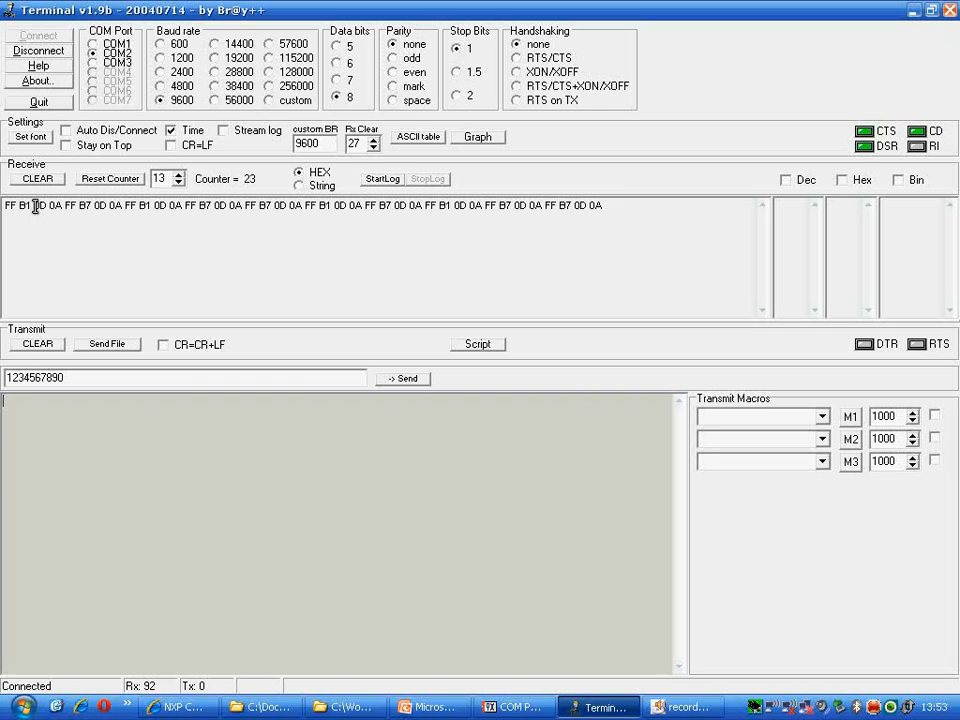 Terminal v1.9b - 20040714 - by Br@y++
Connect
Disconnect
Help
About..
Quit
COM Port
COM1
COM2
COM3
COM4
COM5
COM6
COM7
Baud rate
600 14400 57600
1200 19200 115200
2400 28800 128000
4800 38400 256000
9600 56000 custom
Data bits
5
6
7
8
Parity
none
odd
even
mark
space
Stop Bits
1
1.5
2
Handshaking
none
RTS/CTS
XON/XOFF
RTS/CTS+XON/XOFF
RTS on TX
Settings
Set font
Auto Dis/Connect Time Stream log
Stay on Top CR=LF
custom BR Rx Clear
9600 27
ASCII table Graph
CTS CD
DSR RI
Receive
CLEAR Reset Counter 13 Counter = 23
HEX
String
StartLog StopLog
Dec Hex Bin
FF B1 0D 0A FF B7 0D 0A FF B1 0D 0A FF B7 0D 0A FF B7 0D 0A FF B1 0D 0A FF B7 0D 0A FF B1 0D 0A FF B7 0D 0A FF B7 0D 0A
Transmit
CLEAR Send File CR=CR+LF Script DTR RTS
1234567890 -> Send
Transmit Macros
M1 1000
M2 1000
M3 1000
Connected Rx: 92 Tx: 0
NXP C... C:\Doc... C:\Wo... Micros... COM P... Termin... record... 13:53